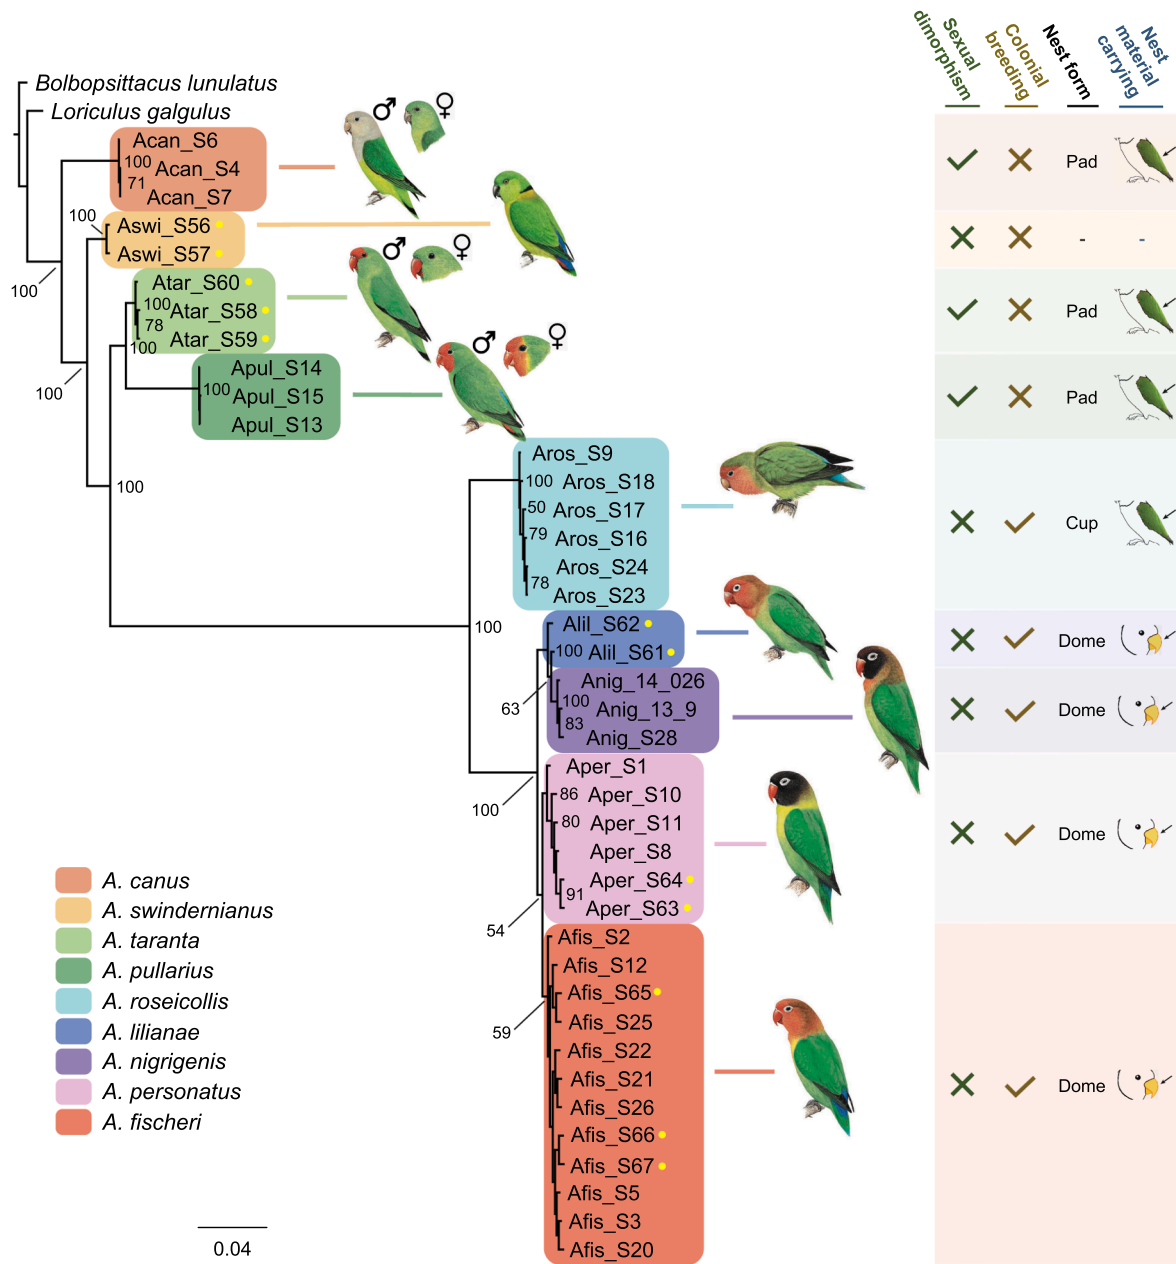 Sexual dimorphism
Colonial breeding
Nest form
Nest material carrying
Bolbopsittacus lunulatus
Loriculus galgulus
♂ ♀
Acan_S6
100 Acan_S4
71
Acan_S7
Pad
100
Aswi_S56
Aswi_S57
- -
100
♂ ♀
Atar_S60
100 Atar_S58
78
Atar_S59
100
Pad
♂ ♀
Apul_S14
100 Apul_S15
Apul_S13
Pad
100
100
Aros_S9
100 Aros_S18
50 Aros_S17
79 Aros_S16
Aros_S24
78
Aros_S23
Cup
100
Alil_S62
100 Alil_S61
Dome
63
Anig_14_026
100 Anig_13_9
83
Anig_S28
Dome
100
Aper_S1
86 Aper_S10
80 Aper_S11
Aper_S8
Aper_S64
91
Aper_S63
Dome
54
Afis_S2
Afis_S12
Afis_S65
Afis_S25
59
Afis_S22
Afis_S21
Afis_S26
Afis_S66
Afis_S67
Afis_S5
Afis_S3
Afis_S20
Dome
A. canus
A. swindernianus
A. taranta
A. pullarius
A. roseicollis
A. lilianae
A. nigrigenis
A. personatus
A. fischeri
0.04